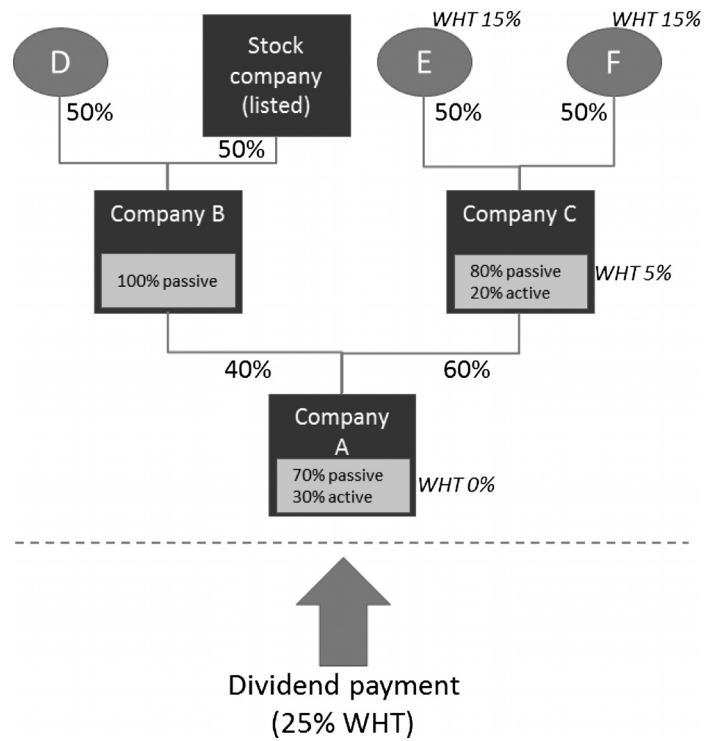 WHT 15%
WHT 15%
D
Stock
company
(listed)
E
F
50%
50%
50%
50%
Company B
100% passive
Company C
80% passive
20% active
WHT 5%
40%
60%
Company
A
70% passive
30% active
WHT 0%
Dividend payment
(25% WHT)